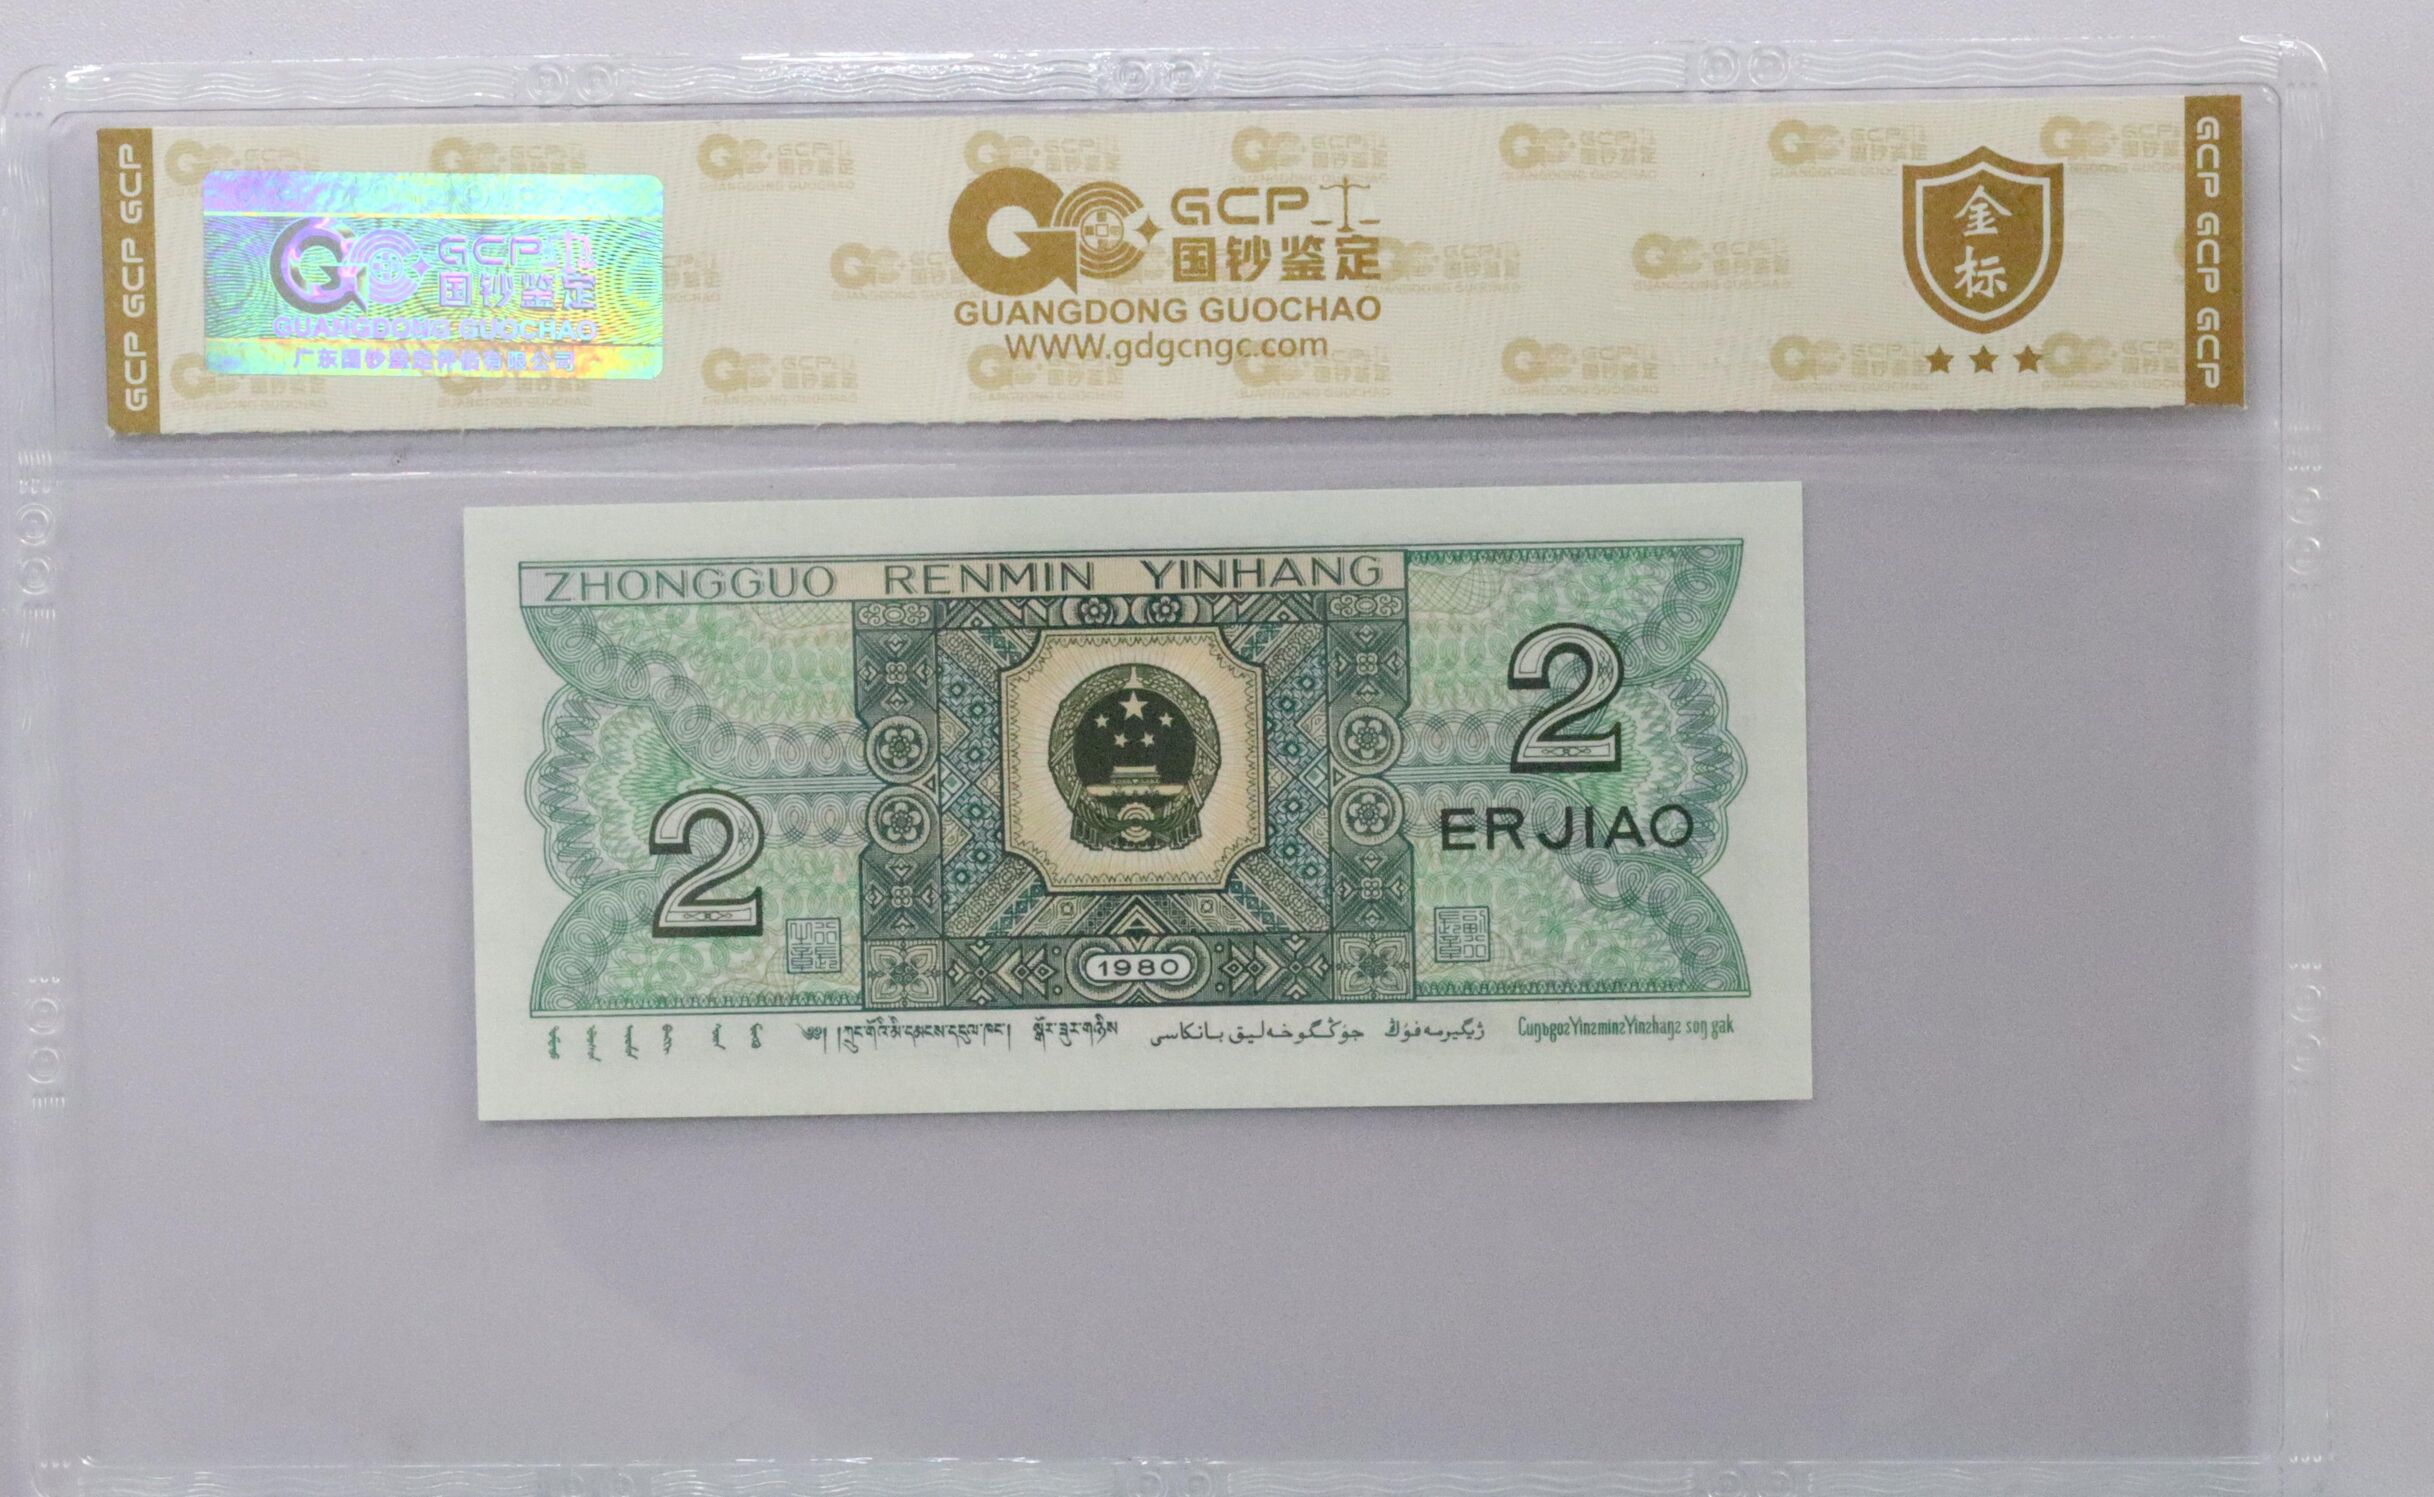 GCP GCP GCP
GCP
国钞鉴定
GUANGDONG GUOCHAO
广东国钞鉴定评估有限公司
GCP
国钞鉴定
GUANGDONG GUOCHAO
www.gdgcngc.com
金标
GCP GCP GCP
ZHONGGUO RENMIN YINHANG
2
ERJIAO
2
1980
جۇڭگو خەلىق بانكاسى
Cuŋƅgoƨ Yinƨminƨ Yinƨhaŋƨ soŋ gak